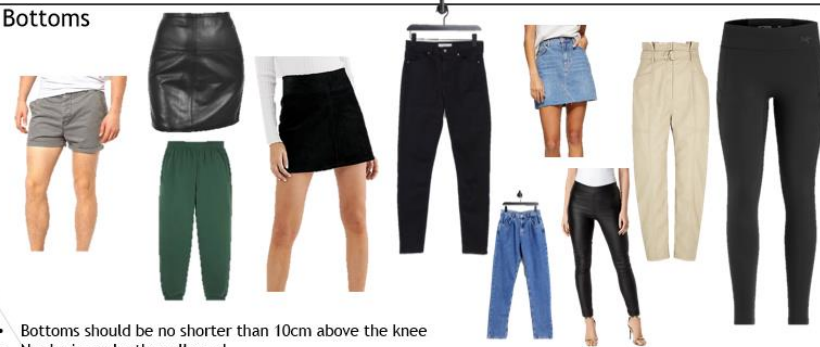 Bottoms
• Bottoms should be no shorter than 10cm above the knee